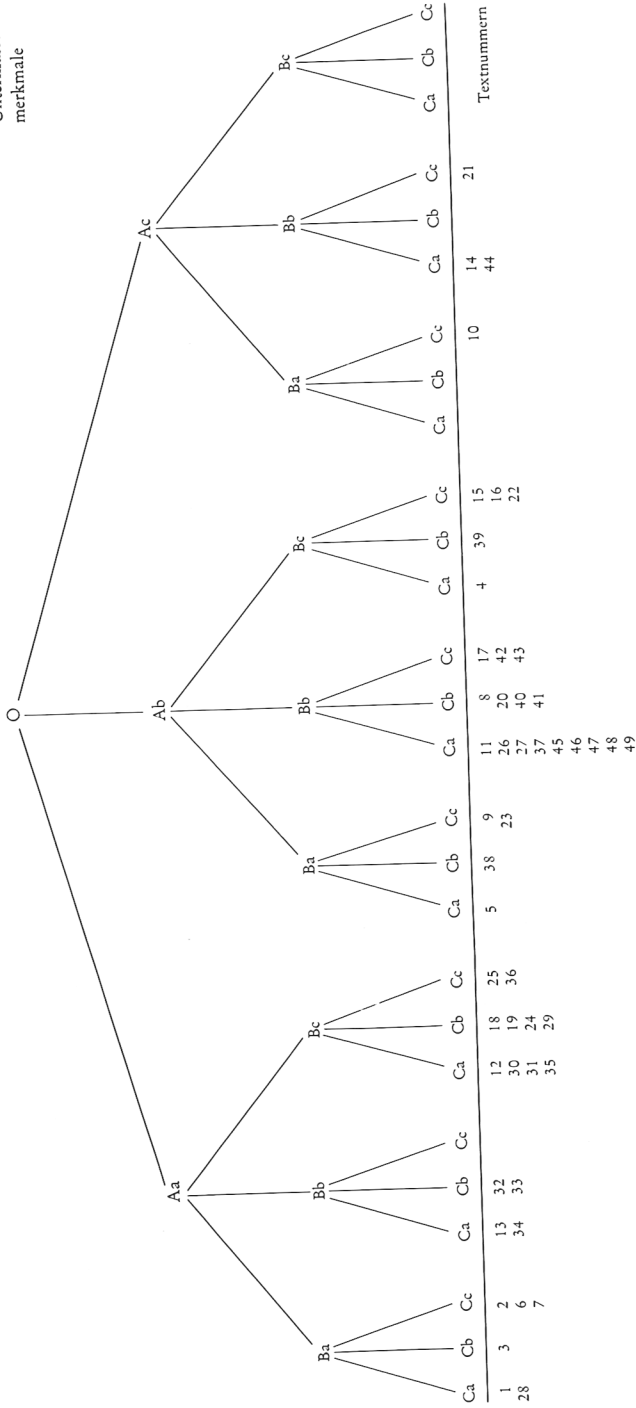 merkmale
O
Aa Ab Ac
Ba Bb Bc Ba Bb Bc Ba Bb Bc
Ca Cb Cc Ca Cb Cc Ca Cb Cc Ca Cb Cc Ca Cb Cc Ca Cb Cc Ca Cb Cc Ca Cb Cc Ca Cb Cc
1 3 2 13 32 12 18 25 5 38 9 11 8 17 4 39 15 10 14 21 Textnummern
28 6 34 33 30 19 36 23 26 20 42 16 44
7 31 24 27 40 43 22
35 29 37 41
45
46
47
48
49